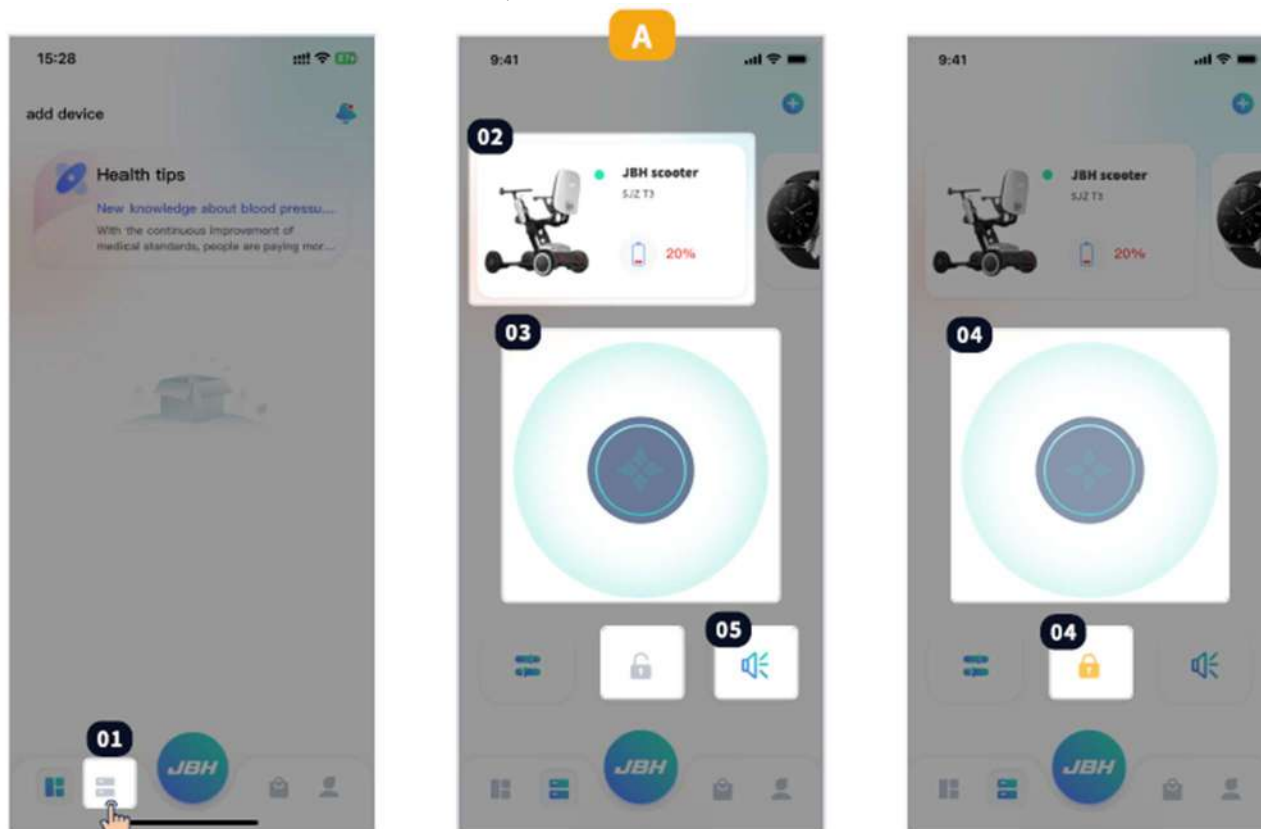 A
15:28
add device
Health tips
New knowledge about blood pressu...
With the continuous improvement of
medical standards, people are paying mor...
01
JBH
9:41
02
JBH scooter
SJZ T3
20%
03
05
JBH
9:41
JBH scooter
SJZ T3
20%
04
04
JBH